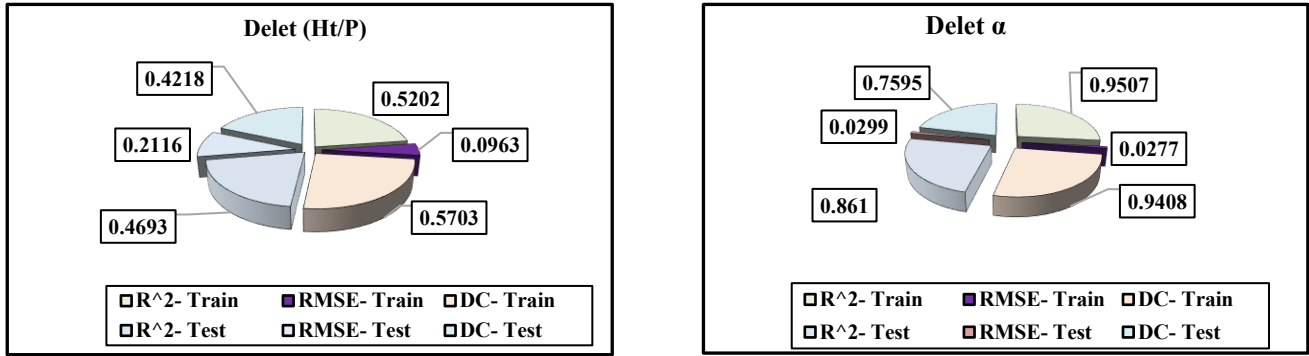 Delet (Ht/P)
0.4218
0.5202
0.2116
0.0963
0.4693
0.5703
R^2- Train RMSE- Train DC- Train
R^2- Test RMSE- Test DC- Test
Delet α
0.7595
0.9507
0.0299
0.0277
0.861
0.9408
R^2- Train RMSE- Train DC- Train
R^2- Test RMSE- Test DC- Test